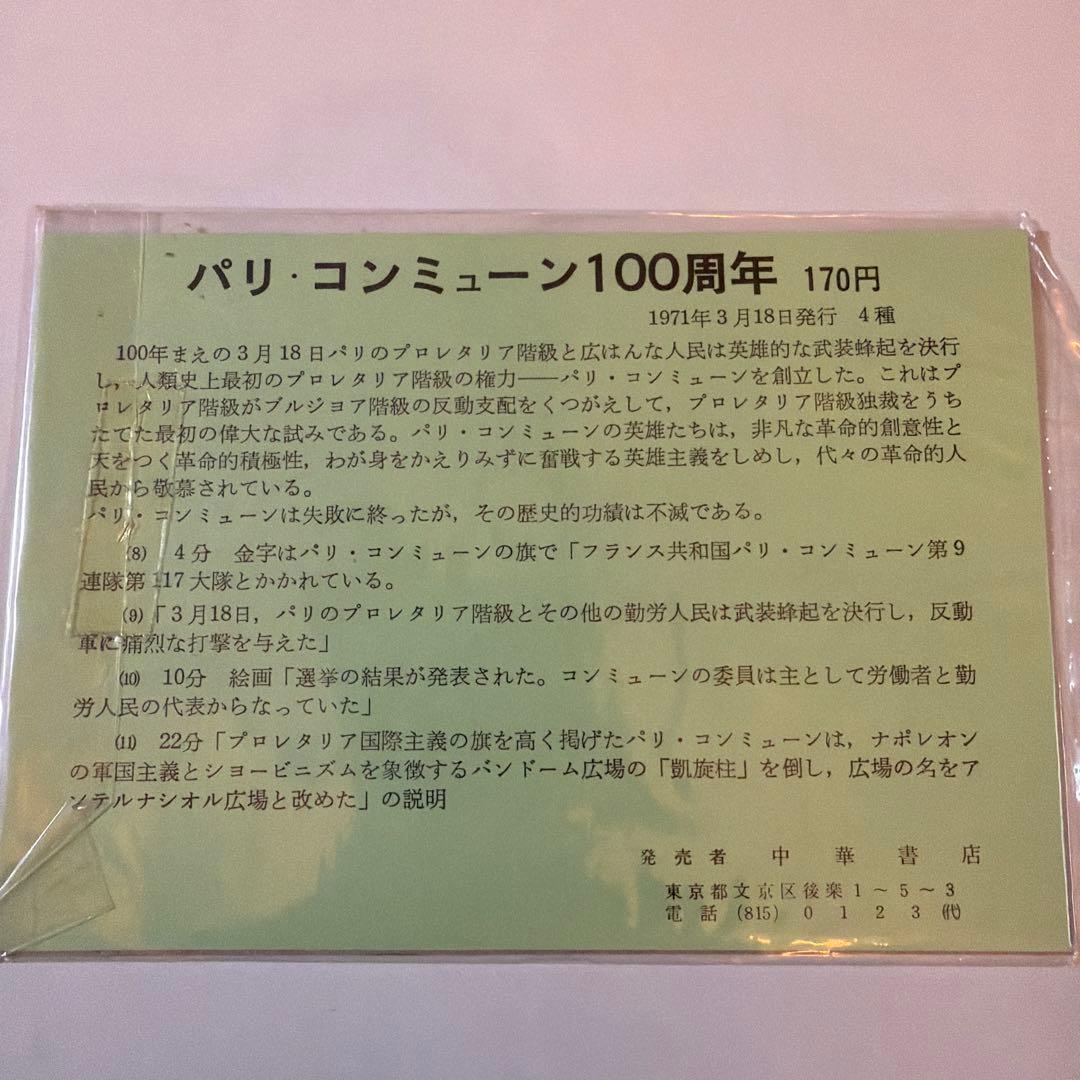 パリ・コンミューン100周年 170円
1971年3月18日発行 4種
100年まえの3月18日パリのプロレタリア階級と広はんな人民は英雄的な武装蜂起を決行
し，人類史上最初のプロレタリア階級の権力――パリ・コンミューンを創立した。これはプ
ロレタリア階級がブルジョア階級の反動支配をくつがえして，プロレタリア階級独裁をうち
たてた最初の偉大な試みである。パリ・コンミューンの英雄たちは，非凡な革命的創意性と
天をつく革命的積極性，わが身をかえりみずに奮戦する英雄主義をしめし，代々の革命的人
民から敬慕されている。
パリ・コンミューンは失敗に終ったが，その歴史的功績は不滅である。
(8) 4分 金字はパリ・コンミューンの旗で「フランス共和国パリ・コンミューン第9
連隊第117大隊とかかれている。
(9)「3月18日，パリのプロレタリア階級とその他の勤労人民は武装蜂起を決行し，反動
軍に痛烈な打撃を与えた」
(10) 10分 絵画「選挙の結果が発表された。コンミューンの委員は主として労働者と勤
労人民の代表からなっていた」
(11) 22分「プロレタリア国際主義の旗を高く掲げたパリ・コンミューンは，ナポレオン
の軍国主義とショービニズムを象徴するバンドーム広場の「凱旋柱」を倒し，広場の名をア
ンテルナシオル広場と改めた」の説明
発売者 中華書店
東京都文京区後楽1～5～3
電話 (815) 0123 ㈹